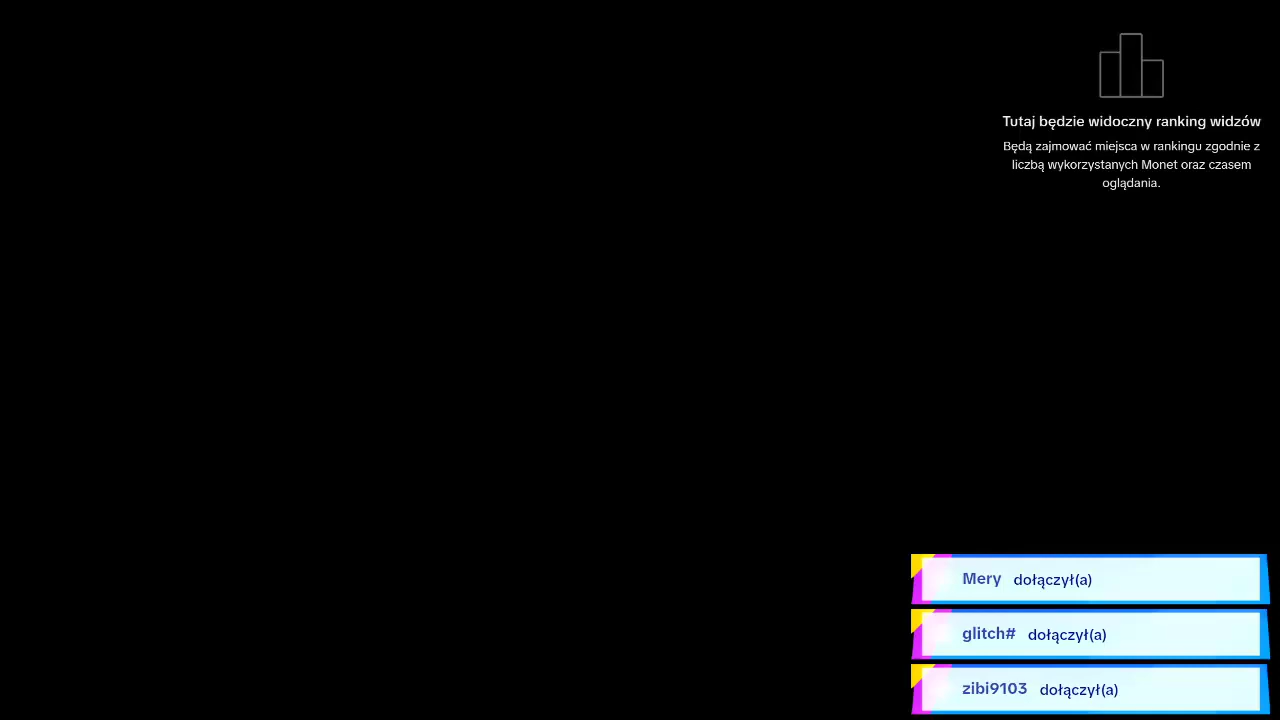 Tutaj będzie widoczny ranking widzów
Będą zajmować miejsca w rankingu zgodnie z
liczbą wykorzystanych Monet oraz czasem
oglądania.
Mery dołączył(a)
glitch# dołączył(a)
zibi9103 dołączył(a)